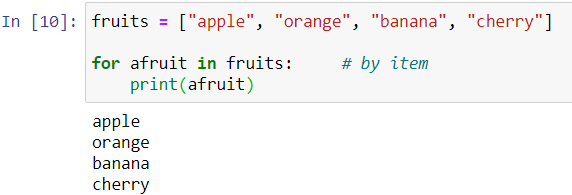 In [10]: fruits = ["apple", "orange", "banana", "cherry"]
for afruit in fruits:     # by item
    print(afruit)
apple
orange
banana
cherry